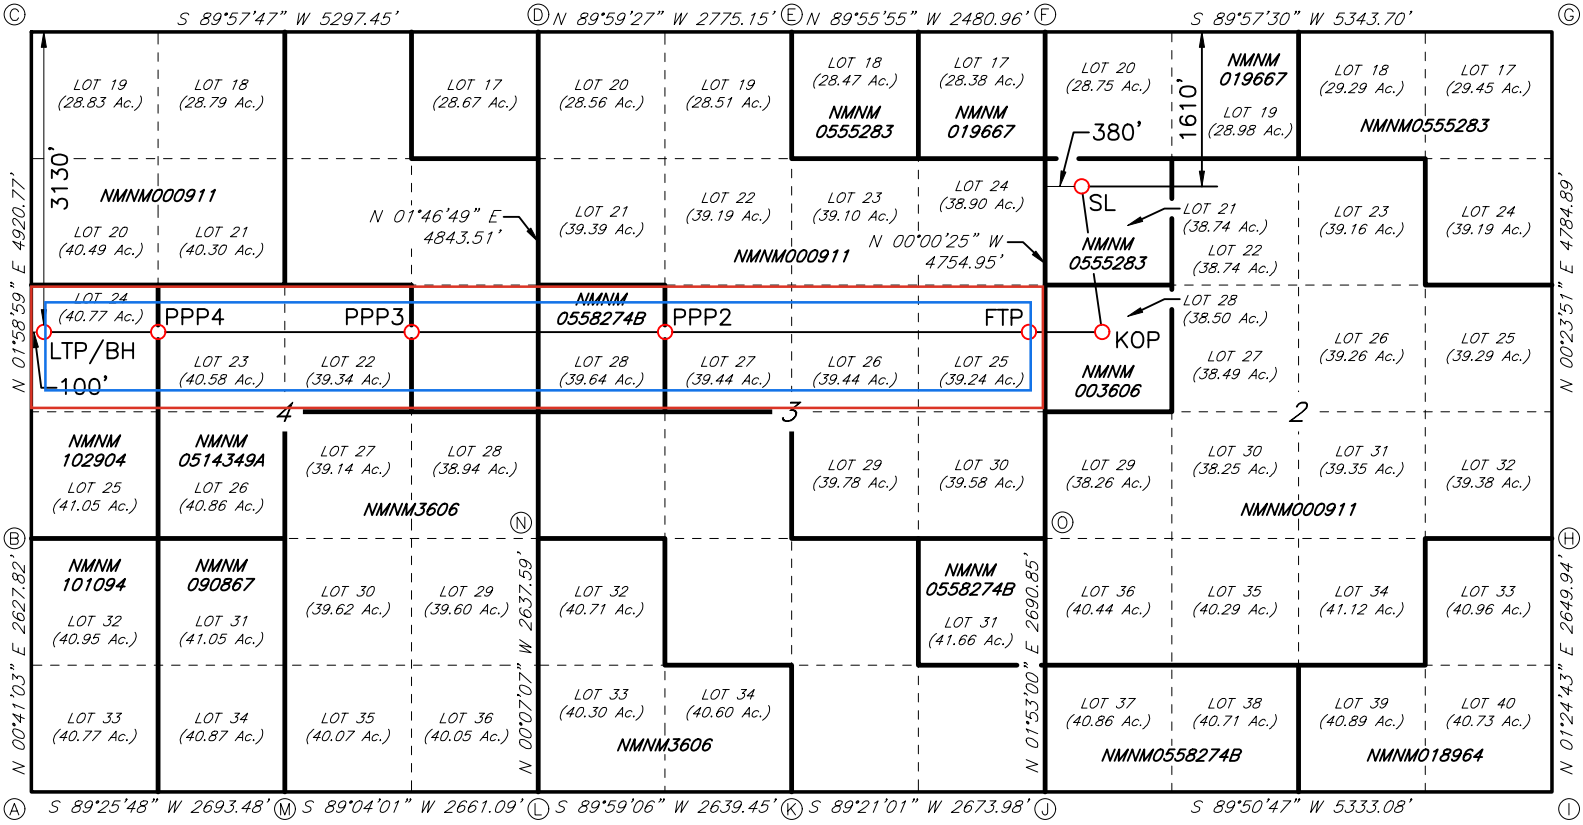 C
S 89°57'47" W 5297.45'
D
N 89°59'27" W 2775.15'
E
N 89°55'55" W 2480.96'
F
S 89°57'30" W 5343.70'
G
LOT 19
(28.83 Ac.)
LOT 18
(28.79 Ac.)
LOT 17
(28.67 Ac.)
LOT 20
(28.56 Ac.)
LOT 19
(28.51 Ac.)
LOT 18
(28.47 Ac.)
NMNM
0555283
LOT 17
(28.38 Ac.)
NMNM
019667
LOT 20
(28.75 Ac.)
380'
1610'
NMNM
019667
LOT 19
(28.98 Ac.)
LOT 18
(29.29 Ac.)
LOT 17
(29.45 Ac.)
NMNM0555283
3130'
NMNM000911
LOT 20
(40.49 Ac.)
LOT 21
(40.30 Ac.)
N 01°46'49" E
4843.51'
LOT 21
(39.39 Ac.)
LOT 22
(39.19 Ac.)
LOT 23
(39.10 Ac.)
LOT 24
(38.90 Ac.)
NMNM000911
N 00°00'25" W
4754.95'
SL
LOT 21
(38.74 Ac.)
NMNM
0555283
LOT 22
(38.74 Ac.)
LOT 23
(39.16 Ac.)
LOT 24
(39.19 Ac.)
N 01°58'59" E 4920.77'
N 00°23'51" E 4784.89'
LOT 24
(40.77 Ac.)
PPP4
PPP3
NMNM
0558274B
PPP2
FTP
KOP
LOT 28
(38.50 Ac.)
LTP/BH
100'
LOT 23
(40.58 Ac.)
LOT 22
(39.34 Ac.)
LOT 28
(39.64 Ac.)
LOT 27
(39.44 Ac.)
LOT 26
(39.44 Ac.)
LOT 25
(39.24 Ac.)
NMNM
003606
LOT 27
(38.49 Ac.)
LOT 26
(39.26 Ac.)
LOT 25
(39.29 Ac.)
4
3
2
NMNM
102904
LOT 25
(41.05 Ac.)
NMNM
0514349A
LOT 26
(40.86 Ac.)
LOT 27
(39.14 Ac.)
LOT 28
(38.94 Ac.)
NMNM3606
LOT 29
(39.78 Ac.)
LOT 30
(39.58 Ac.)
LOT 29
(38.26 Ac.)
LOT 30
(38.25 Ac.)
LOT 31
(39.35 Ac.)
LOT 32
(39.38 Ac.)
NMNM000911
B
N
O
H
NMNM
101094
LOT 32
(40.95 Ac.)
NMNM
090867
LOT 31
(41.05 Ac.)
LOT 30
(39.62 Ac.)
LOT 29
(39.60 Ac.)
LOT 32
(40.71 Ac.)
NMNM
0558274B
LOT 31
(41.66 Ac.)
LOT 36
(40.44 Ac.)
LOT 35
(40.29 Ac.)
LOT 34
(41.12 Ac.)
LOT 33
(40.96 Ac.)
N 00°41'03" E 2627.82'
N 00°07'07" W 2637.59'
N 01°53'00" E 2690.85'
N 01°24'43" E 2649.94'
LOT 33
(40.77 Ac.)
LOT 34
(40.87 Ac.)
LOT 35
(40.07 Ac.)
LOT 36
(40.05 Ac.)
LOT 33
(40.30 Ac.)
LOT 34
(40.60 Ac.)
NMNM3606
LOT 37
(40.86 Ac.)
LOT 38
(40.71 Ac.)
NMNM0558274B
LOT 39
(40.89 Ac.)
LOT 40
(40.73 Ac.)
NMNM018964
A
S 89°25'48" W 2693.48'
M
S 89°04'01" W 2661.09'
L
S 89°59'06" W 2639.45'
K
S 89°21'01" W 2673.98'
J
S 89°50'47" W 5333.08'
I